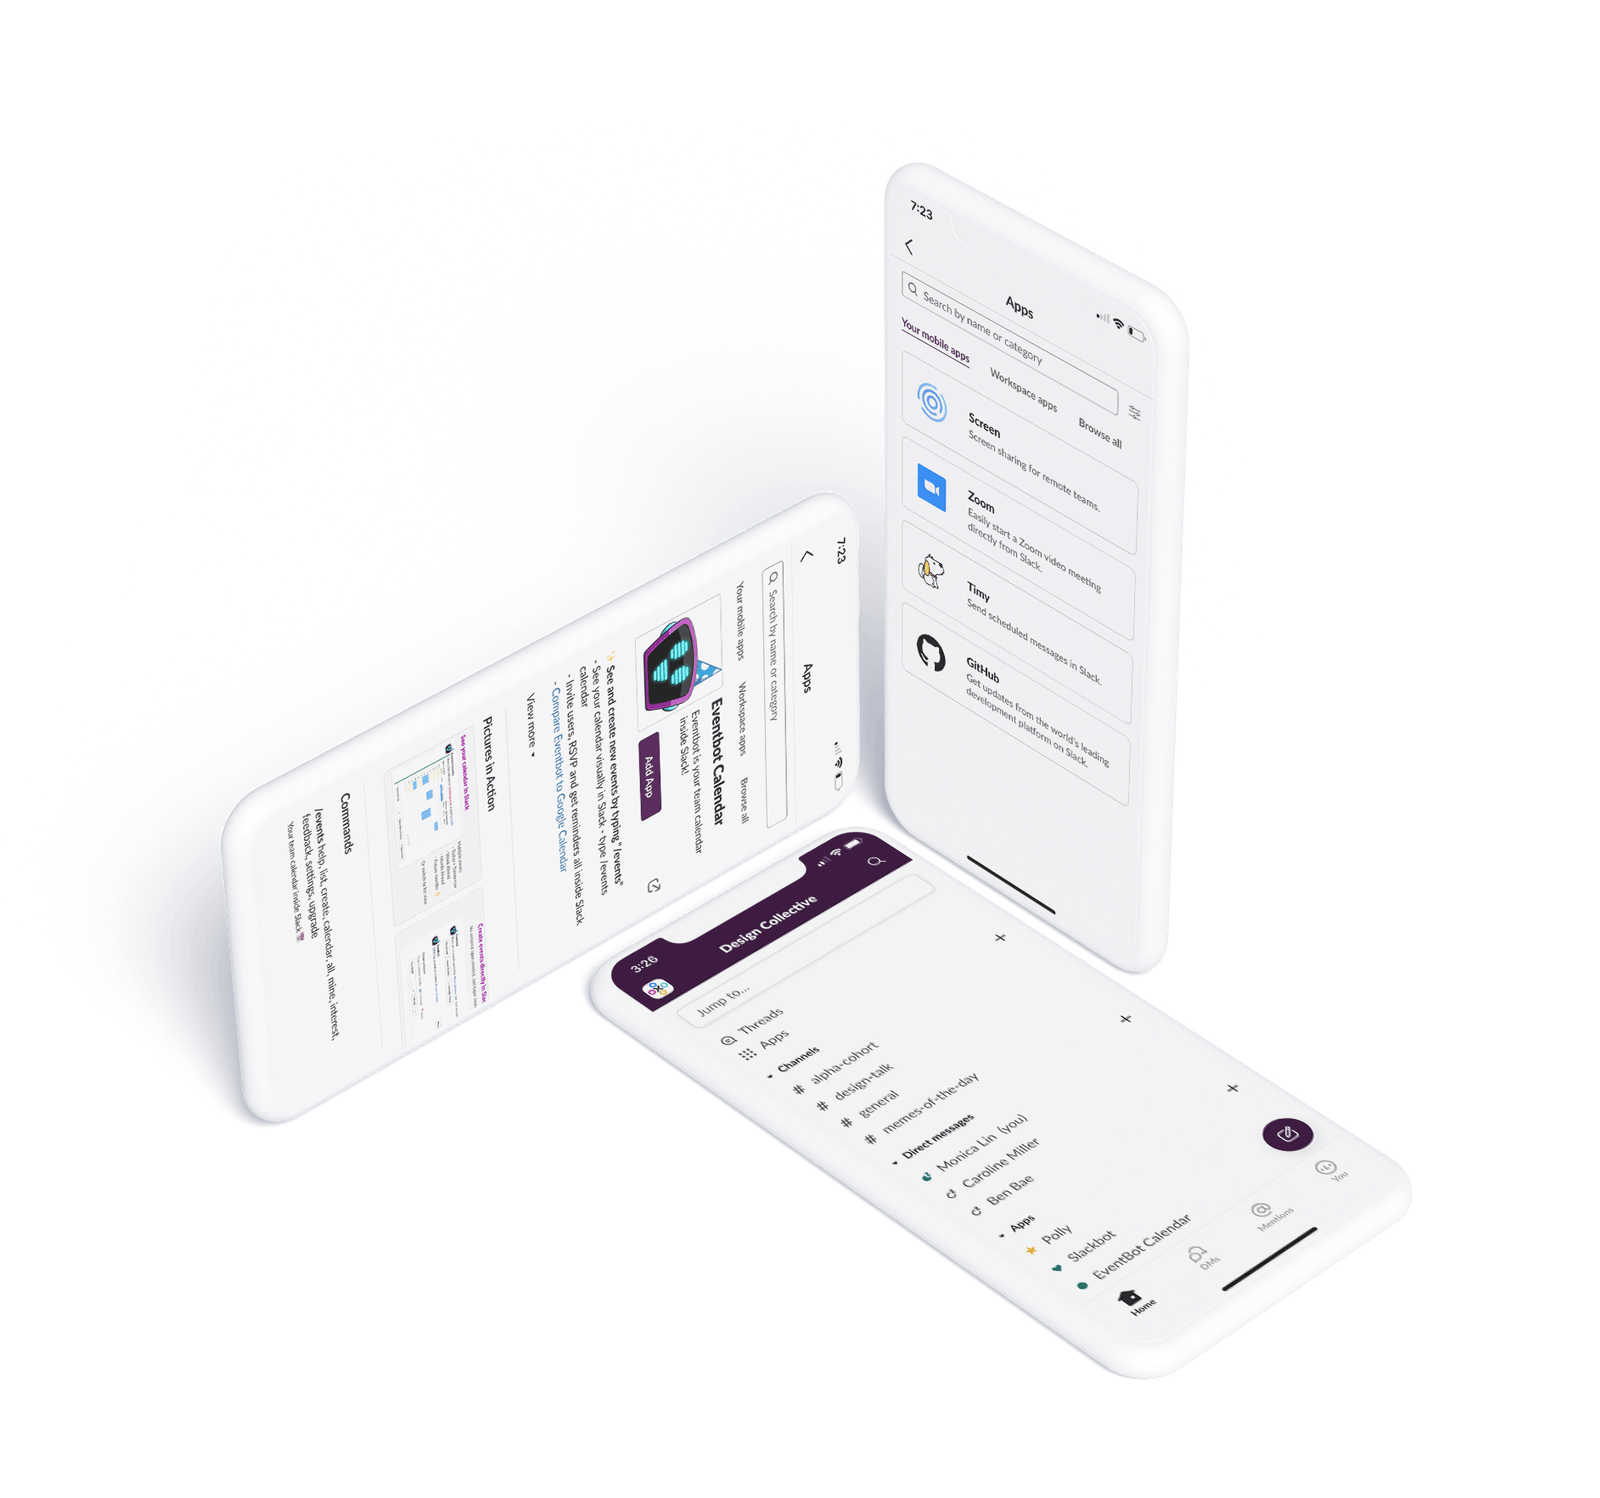 7:23
Apps
Search by name or category
Your mobile apps
Workspace apps
Browse all
Screen
Screen sharing for remote teams.
Zoom
Easily start a Zoom video meeting
directly from Slack.
Timy
Send scheduled messages in Slack.
GitHub
Get updates from the world's leading
development platform on Slack.
7:23
Apps
Search by name or category
Your mobile apps
Workspace apps
Browse all
Eventbot Calendar
Eventbot is your team calendar
inside Slack!
Add App
✨ See and create new events by typing "/events"
- See your calendar visually in Slack - type /events
calendar
- Invite users, RSVP and get reminders all inside Slack
- Compare Eventbot to Google Calendar
View more
Pictures in Action
See your calendar in Slack
Create events directly in Slac
Commands
/events help, list, create, calendar, all, mine, interest,
feedback, settings, upgrade
Your team calendar inside Slack
3:26
Design Collective
Jump to...
Threads
Apps
Channels
# alpha-cohort
# design-talk
# general
# memes-of-the-day
Direct messages
Monica Lin (you)
Caroline Miller
Ben Bae
Apps
Polly
Slackbot
EventBot Calendar
Home
DMs
Mentions
You